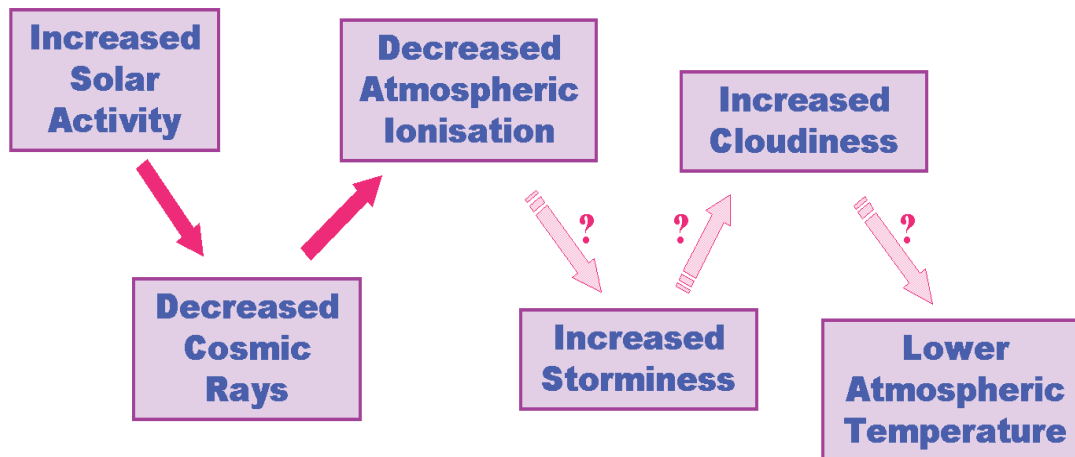 Increased
Solar
Activity
Decreased
Cosmic
Rays
Decreased
Atmospheric
Ionisation
?
Increased
Storminess
?
Increased
Cloudiness
?
Lower
Atmospheric
Temperature